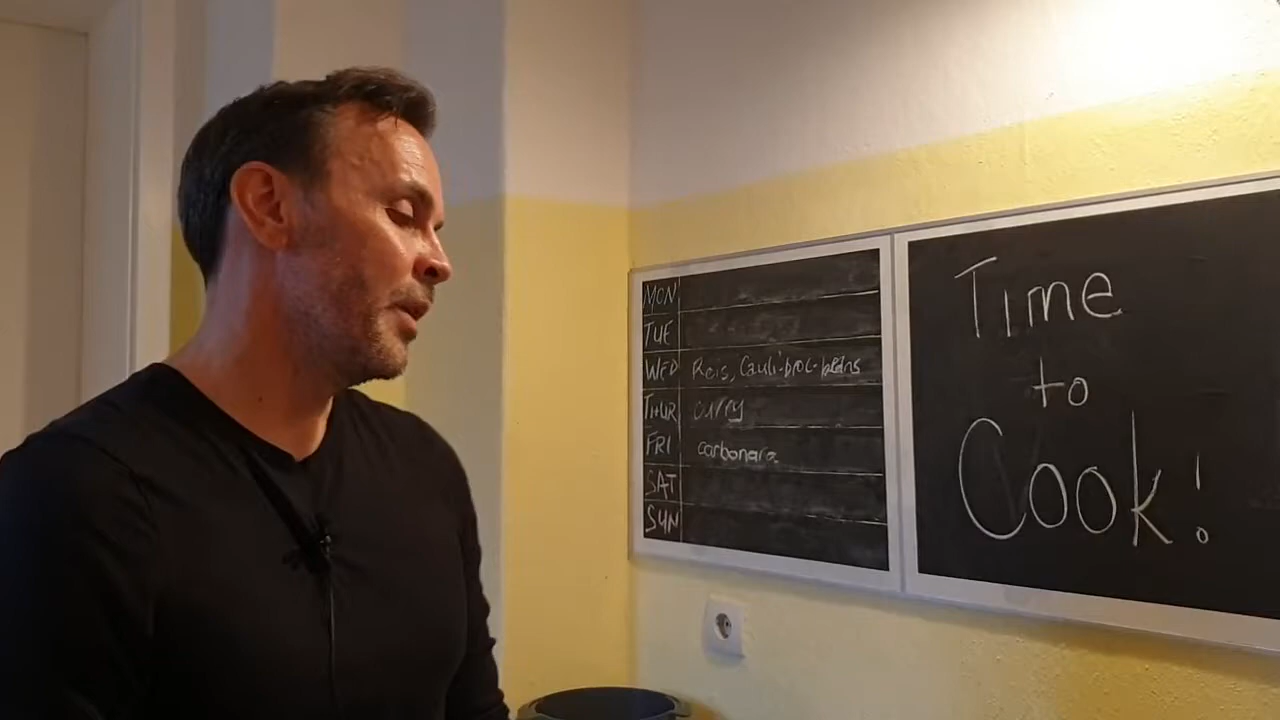 MON
TUE
WED Reis, Cauli-broc-beans
THUR curry
FRI carbonara
SAT
SUN
Time
to
Cook!